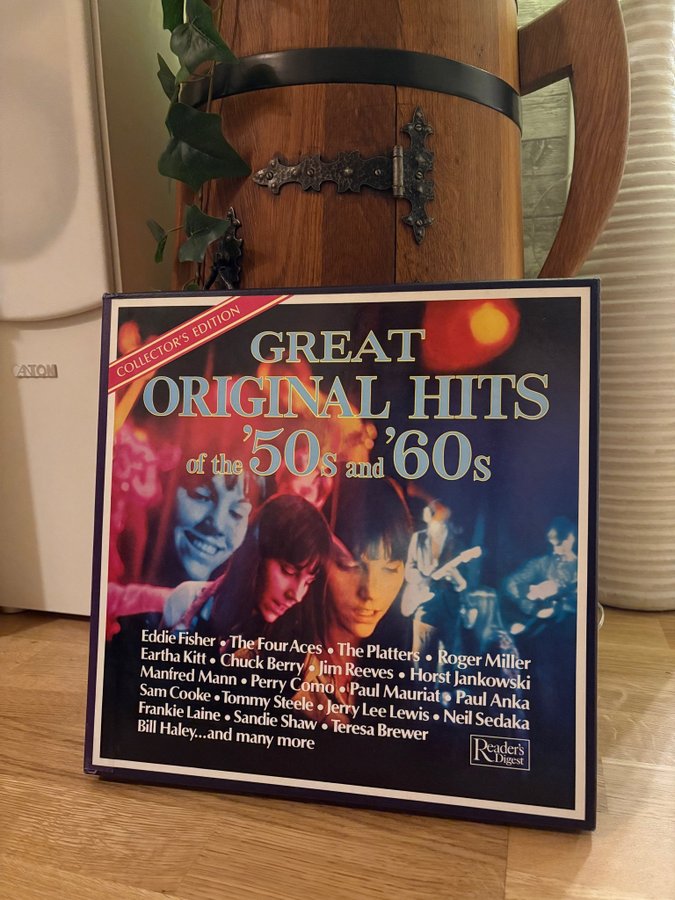 COLLECTOR'S EDITION
GREAT
ORIGINAL HITS
of the '50s and '60s
CANTON
Eddie Fisher • The Four Aces • The Platters • Roger Miller
Eartha Kitt • Chuck Berry • Jim Reeves • Horst Jankowski
Manfred Mann • Perry Como • Paul Mauriat • Paul Anka
Sam Cooke • Tommy Steele • Jerry Lee Lewis • Neil Sedaka
Frankie Laine • Sandie Shaw • Teresa Brewer
Bill Haley...and many more
Reader's
Digest